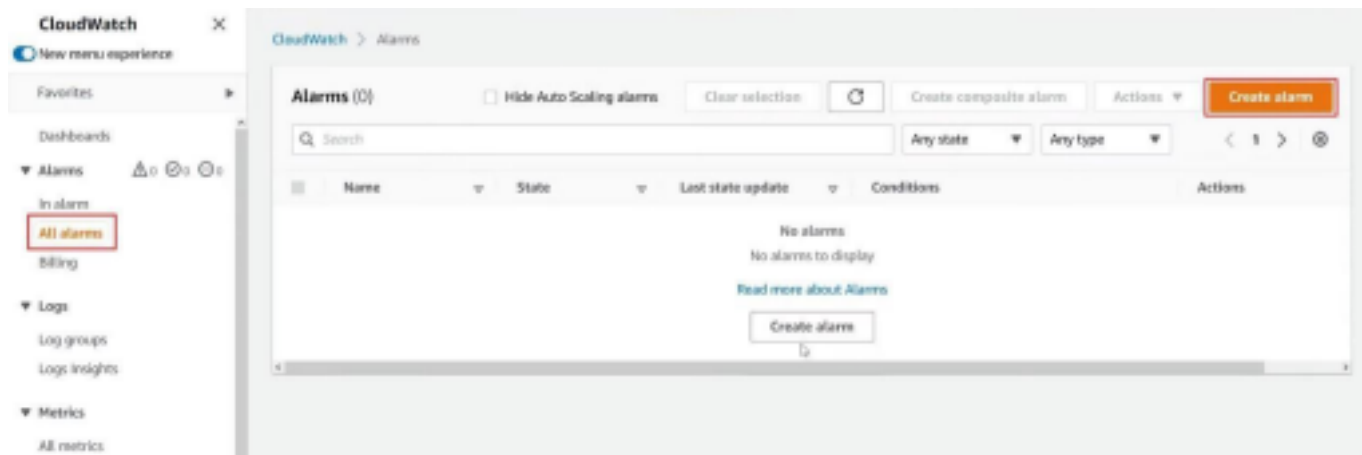 CloudWatch
New menu experience
Favorites
Dashboards
Alarms 0 0 0
In alarm
All alarms
Billing
Logs
Log groups
Logs Insights
Metrics
All metrics
CloudWatch > Alarms
Alarms (0)
Hide Auto Scaling alarms
Clear selection
Create composite alarm
Actions
Create alarm
Search
Any state
Any type
1
Name
State
Last state update
Conditions
Actions
No alarms
No alarms to display
Read more about Alarms
Create alarm